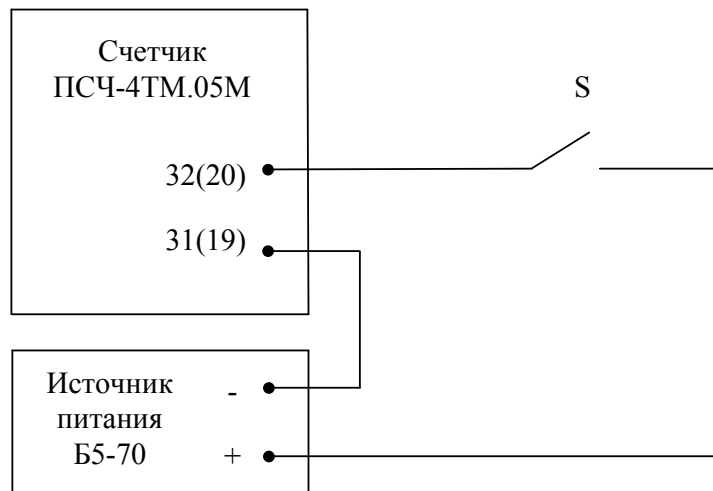 Счетчик
ПСЧ-4ТМ.05М
S
32(20)
31(19)
Источник
питания
Б5-70
-
+